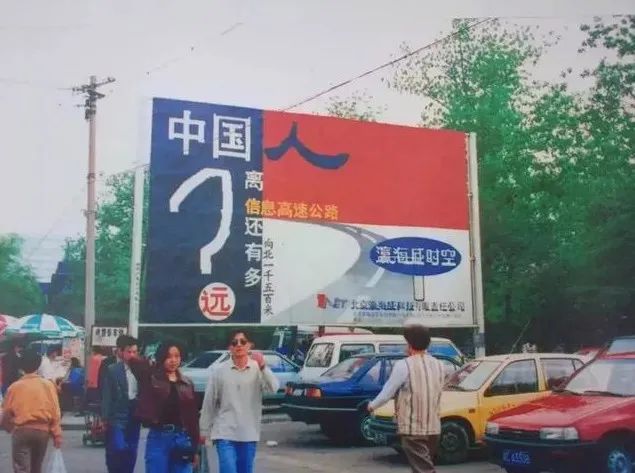 中国人
离
信息高速公路
还有多
远
?
向北一千五百米
瀛海威时空
北京瀛海威科技有限责任公司